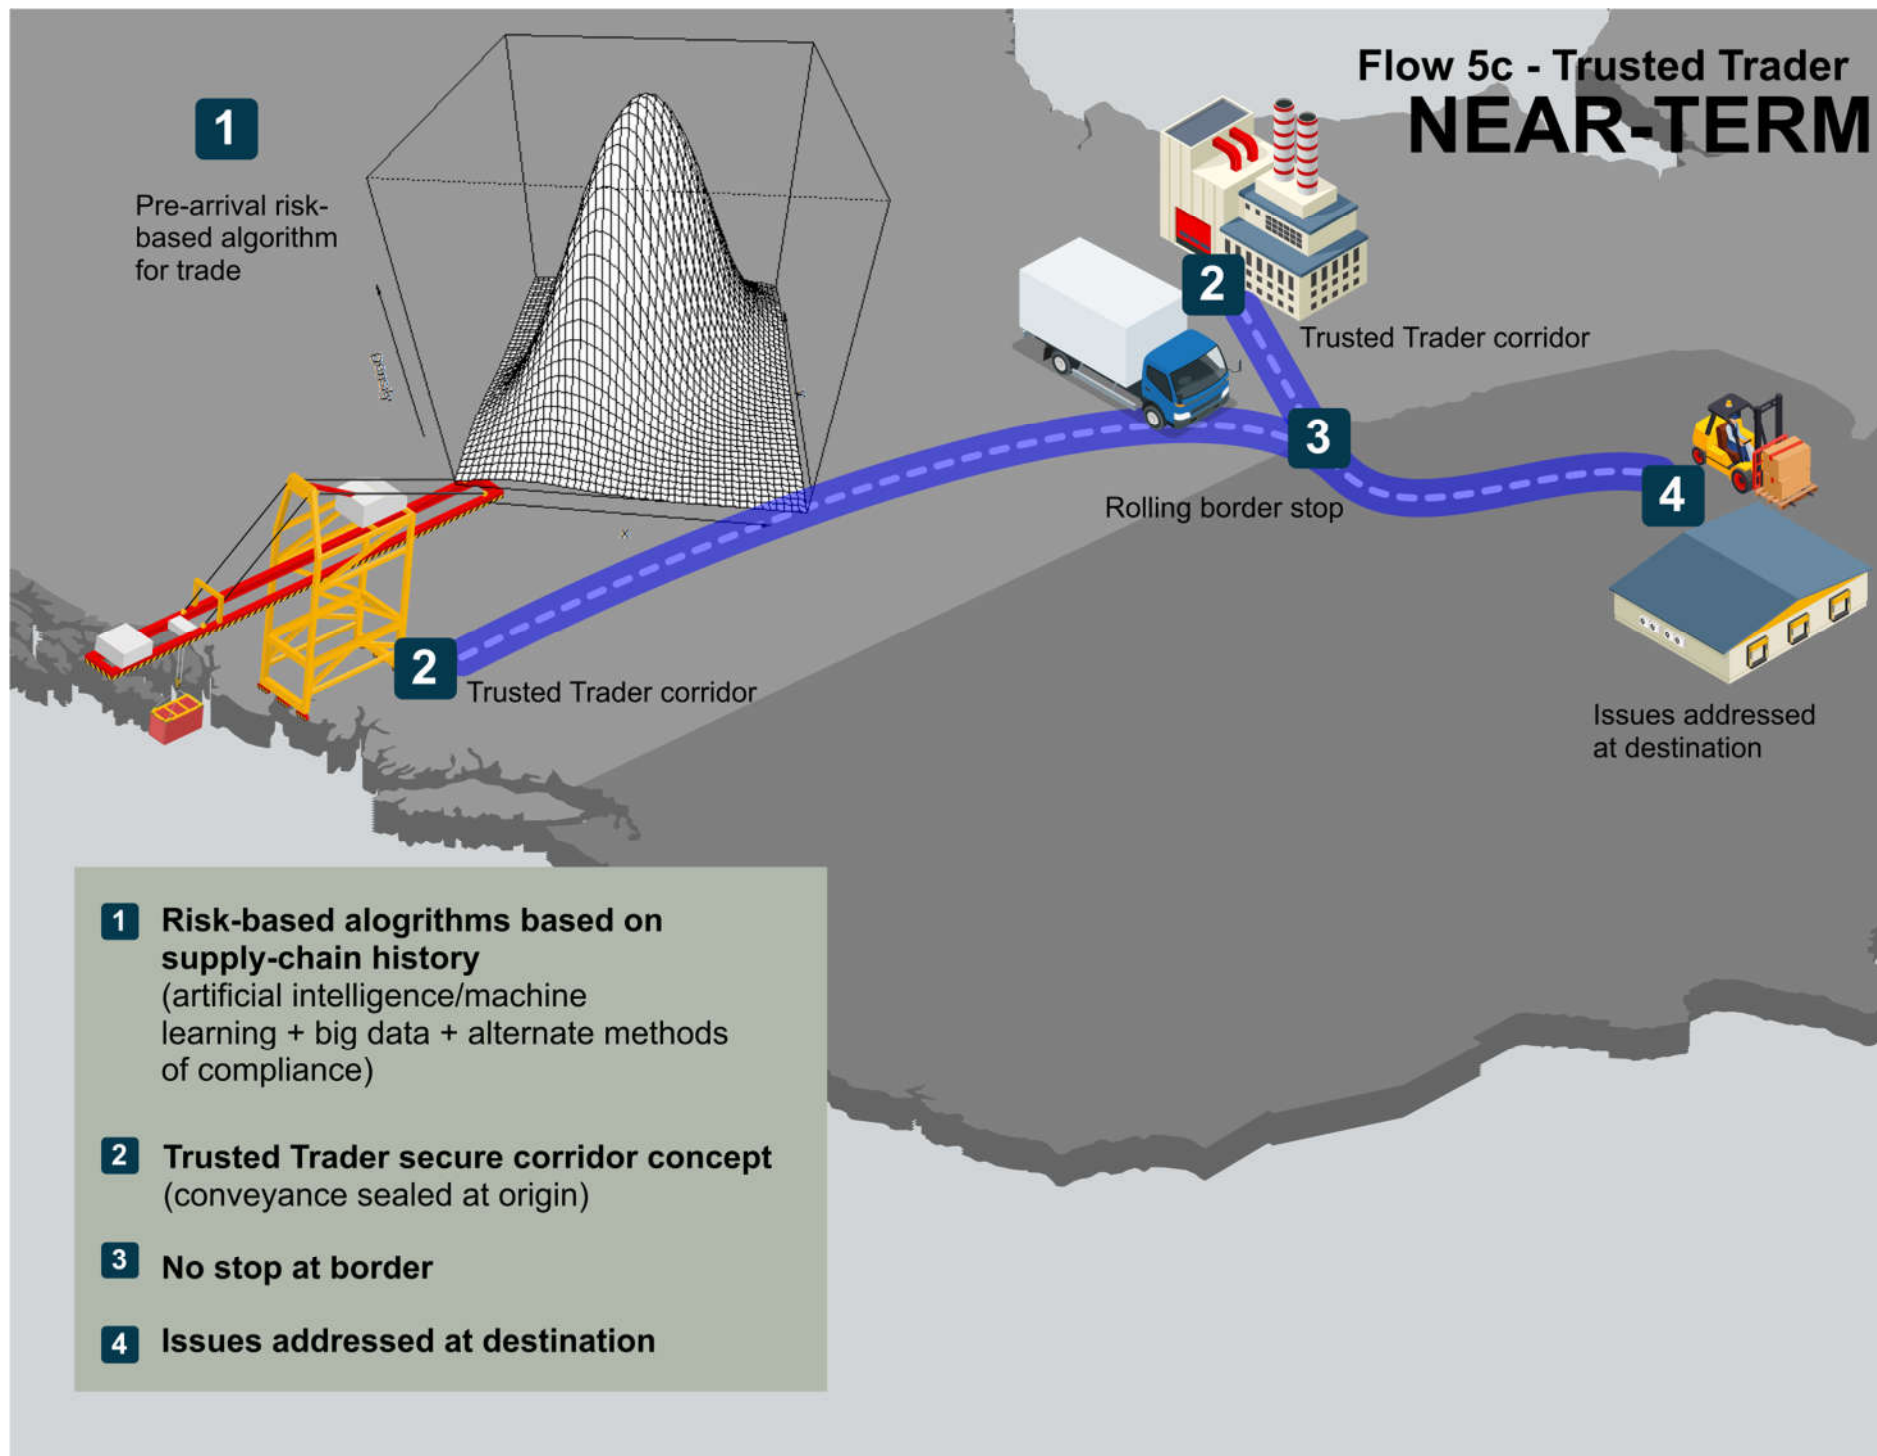 Flow 5c - Trusted Trader
NEAR-TERM
1
Pre-arrival risk-
based algorithm
for trade
x
2
Trusted Trader corridor
3
Rolling border stop
2
Trusted Trader corridor
4
Issues addressed
at destination
1 Risk-based alogrithms based on
supply-chain history
(artificial intelligence/machine
learning + big data + alternate methods
of compliance)
2 Trusted Trader secure corridor concept
(conveyance sealed at origin)
3 No stop at border
4 Issues addressed at destination